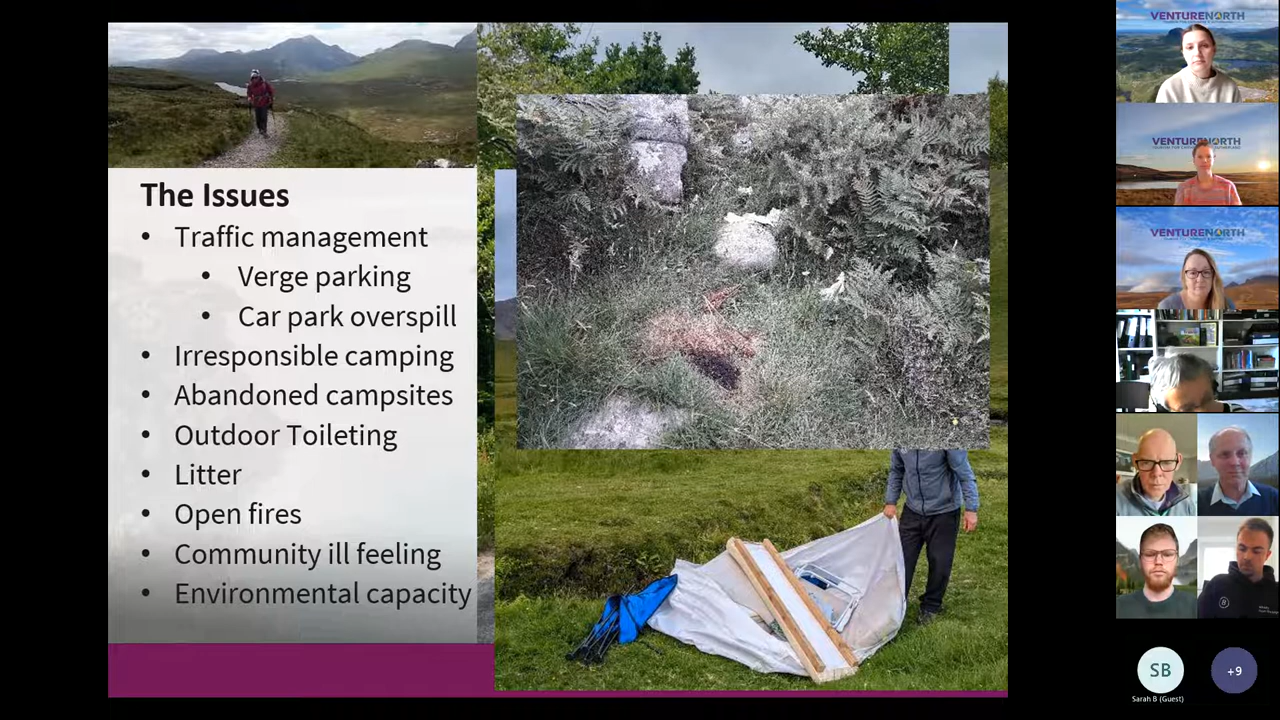 The Issues
• Traffic management
• Verge parking
• Car park overspill
• Irresponsible camping
• Abandoned campsites
• Outdoor Toileting
• Litter
• Open fires
• Community ill feeling
• Environmental capacity
VENTURENORTH
VENTURENORTH
VENTURENORTH
SB
+9
Sarah B (Guest)